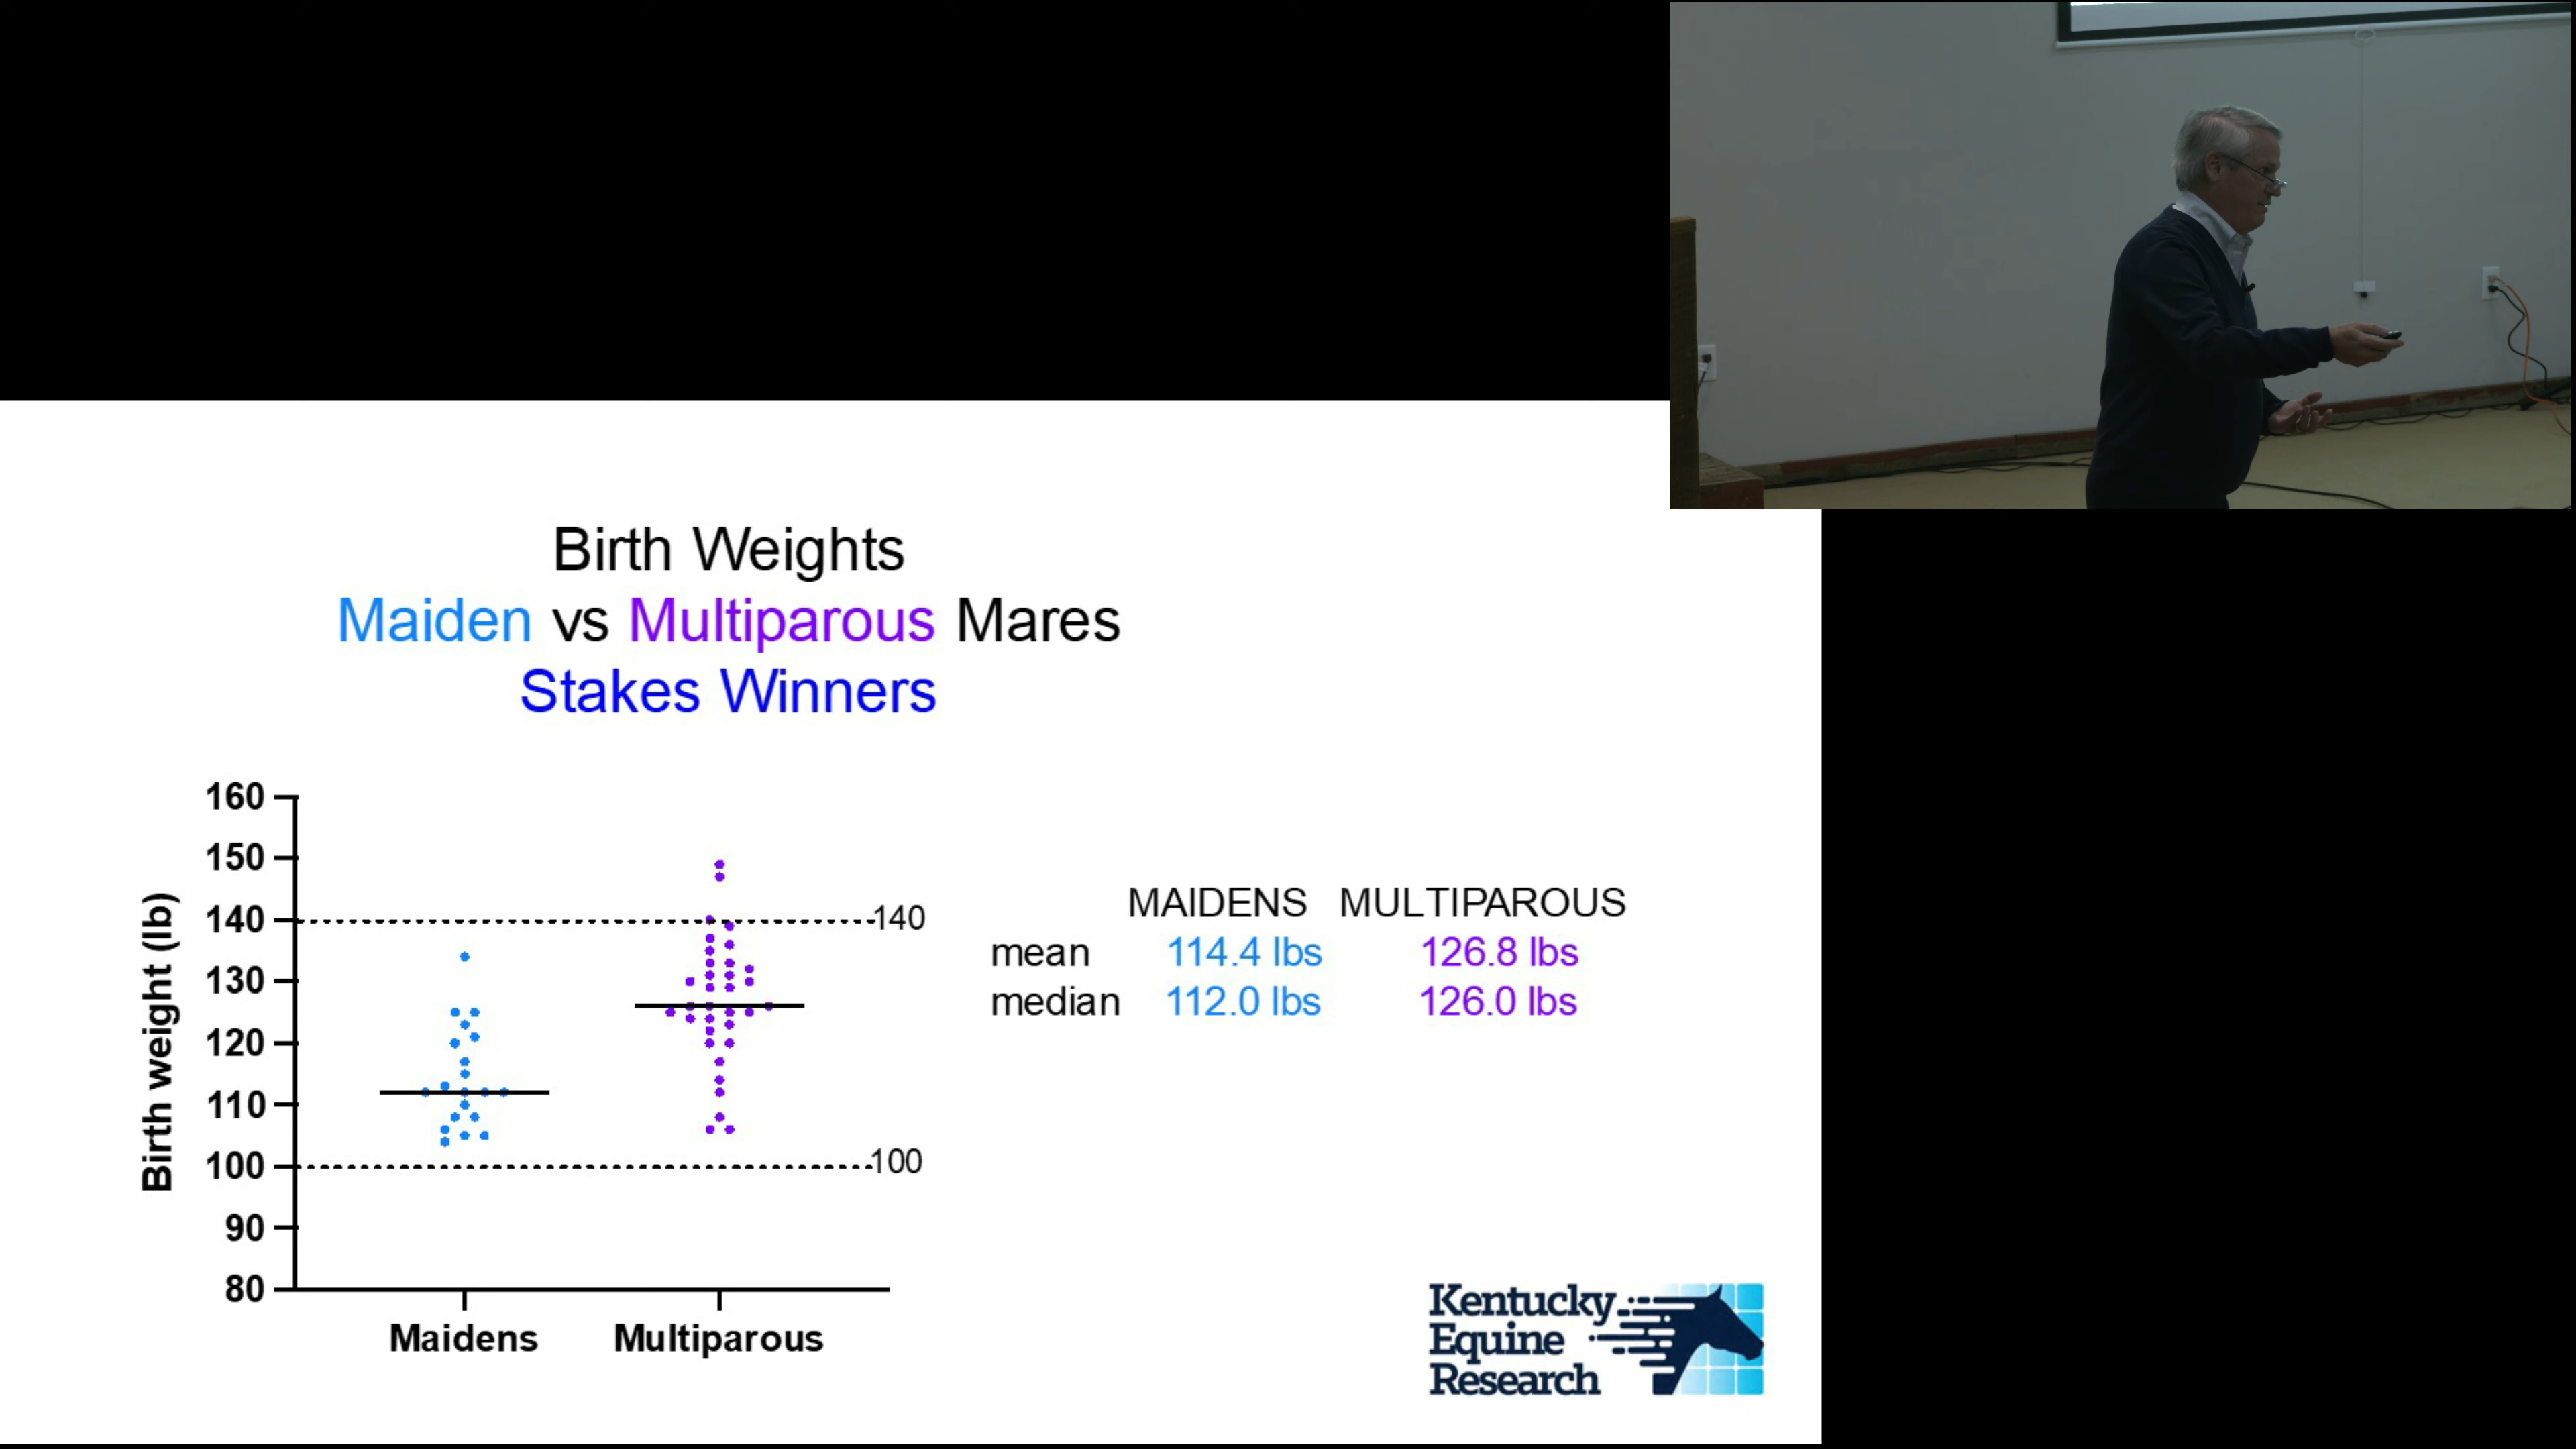 Birth Weights
Maiden vs Multiparous Mares
Stakes Winners
160
150
140
130
120
110
100
90
80
Birth weight (lb)
140
100
Maidens
Multiparous
MAIDENS MULTIPAROUS
mean 114.4 lbs 126.8 lbs
median 112.0 lbs 126.0 lbs
Kentucky
Equine
Research